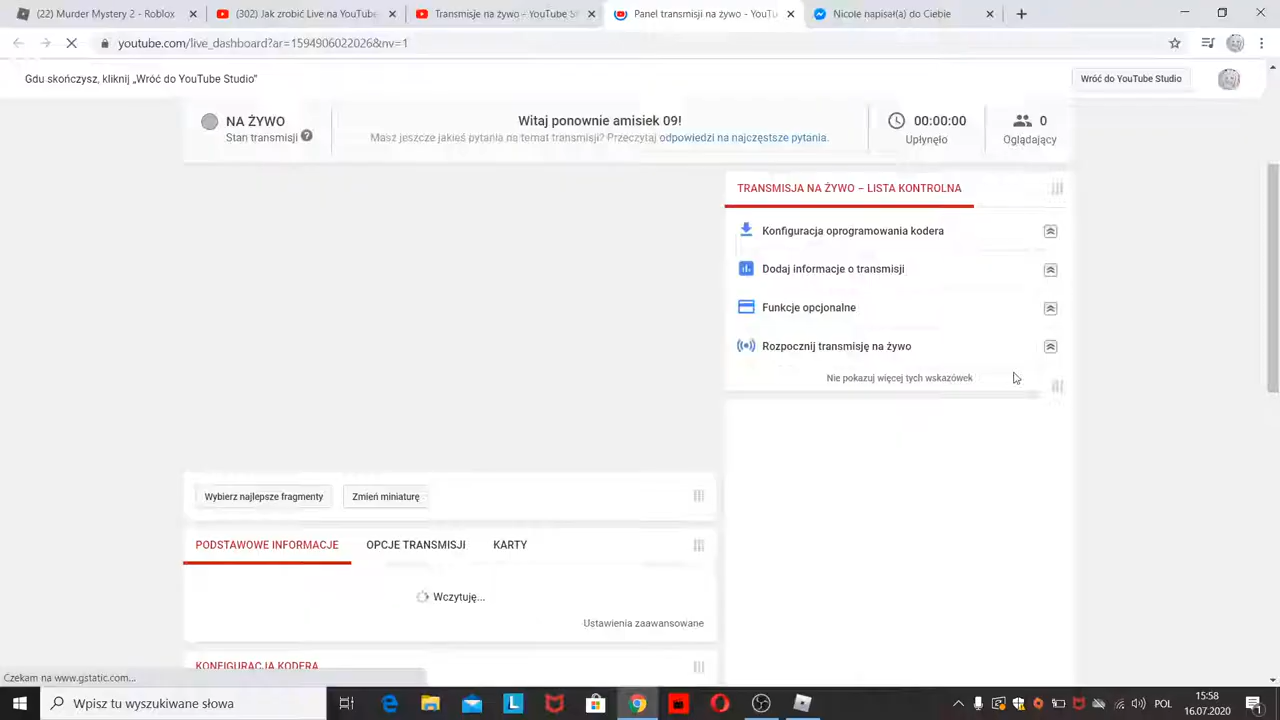 (22) Murder Mystery 2 - Roblox
(302) Jak zrobić Live na YouTube
Transmisje na żywo - YouTube St
Panel transmisji na żywo - YouTu
Nicole napisał(a) do Ciebie
youtube.com/live_dashboard?ar=1594906022026&nv=1
Gdu skończysz, kliknij „Wróć do YouTube Studio”
Wróć do YouTube Studio
NA ŻYWO
Stan transmisji
Witaj ponownie amisiek 09!
Masz jeszcze jakieś pytania na temat transmisji? Przeczytaj odpowiedzi na najczęstsze pytania.
00:00:00
Upłynęło
0
Oglądający
TRANSMISJA NA ŻYWO – LISTA KONTROLNA
Konfiguracja oprogramowania kodera
Dodaj informacje o transmisji
Funkcje opcjonalne
Rozpocznij transmisję na żywo
Nie pokazuj więcej tych wskazówek
Wybierz najlepsze fragmenty
Zmień miniaturę
PODSTAWOWE INFORMACJE
OPCJE TRANSMISJI
KARTY
Wczytuję...
Ustawienia zaawansowane
KONFIGURACJA KODERA
Czekam na www.gstatic.com...
Wpisz tu wyszukiwane słowa
POL
15:58
16.07.2020